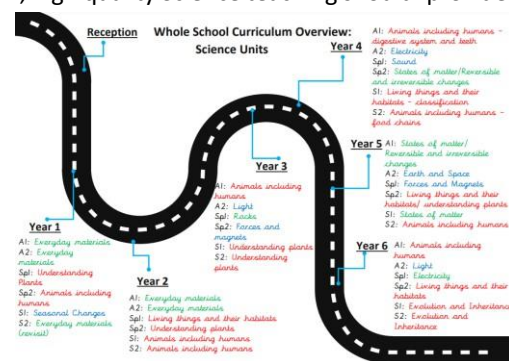 Reception
Whole School Curriculum Overview:
Science Units
Year 4
A1: Animals including humans -
digestive system and teeth
A2: Electricity
Sp1: Sound
Sp2: States of matter/Reversible
and irreversible changes
S1: Living things and their
habitats - classification
S2: Animals including humans -
food chains
Year 5
A1: States of matter/
Reversible and irreversible
changes
A2: Earth and Space
Sp1: Forces and Magnets
Sp2: Living things and their
habitats/ understanding plants
S1: States of matter
S2: Animals including humans
Year 3
A1: Animals including
humans
A2: Light
Sp1: Rocks
Sp2: Forces and
magnets
S1: Understanding plants
S2: Understanding
plants
Year 1
A1: Everyday materials
A2: Everyday
materials
Sp1: Understanding
Plants
Sp2: Animals including
humans
S1: Seasonal Changes
S2: Everyday materials
(revisit)
Year 2
A1: Everyday materials
A2: Everyday materials
Sp1: Living things and their habitats
Sp2: Understanding plants
S1: Animals including humans
S2: Animals including humans
Year 6
A1: Animals including
humans
A2: Light
Sp1: Electricity
Sp2: Living things and their
habitats
S1: Evolution and Inheritance
S2: Evolution and
Inheritance